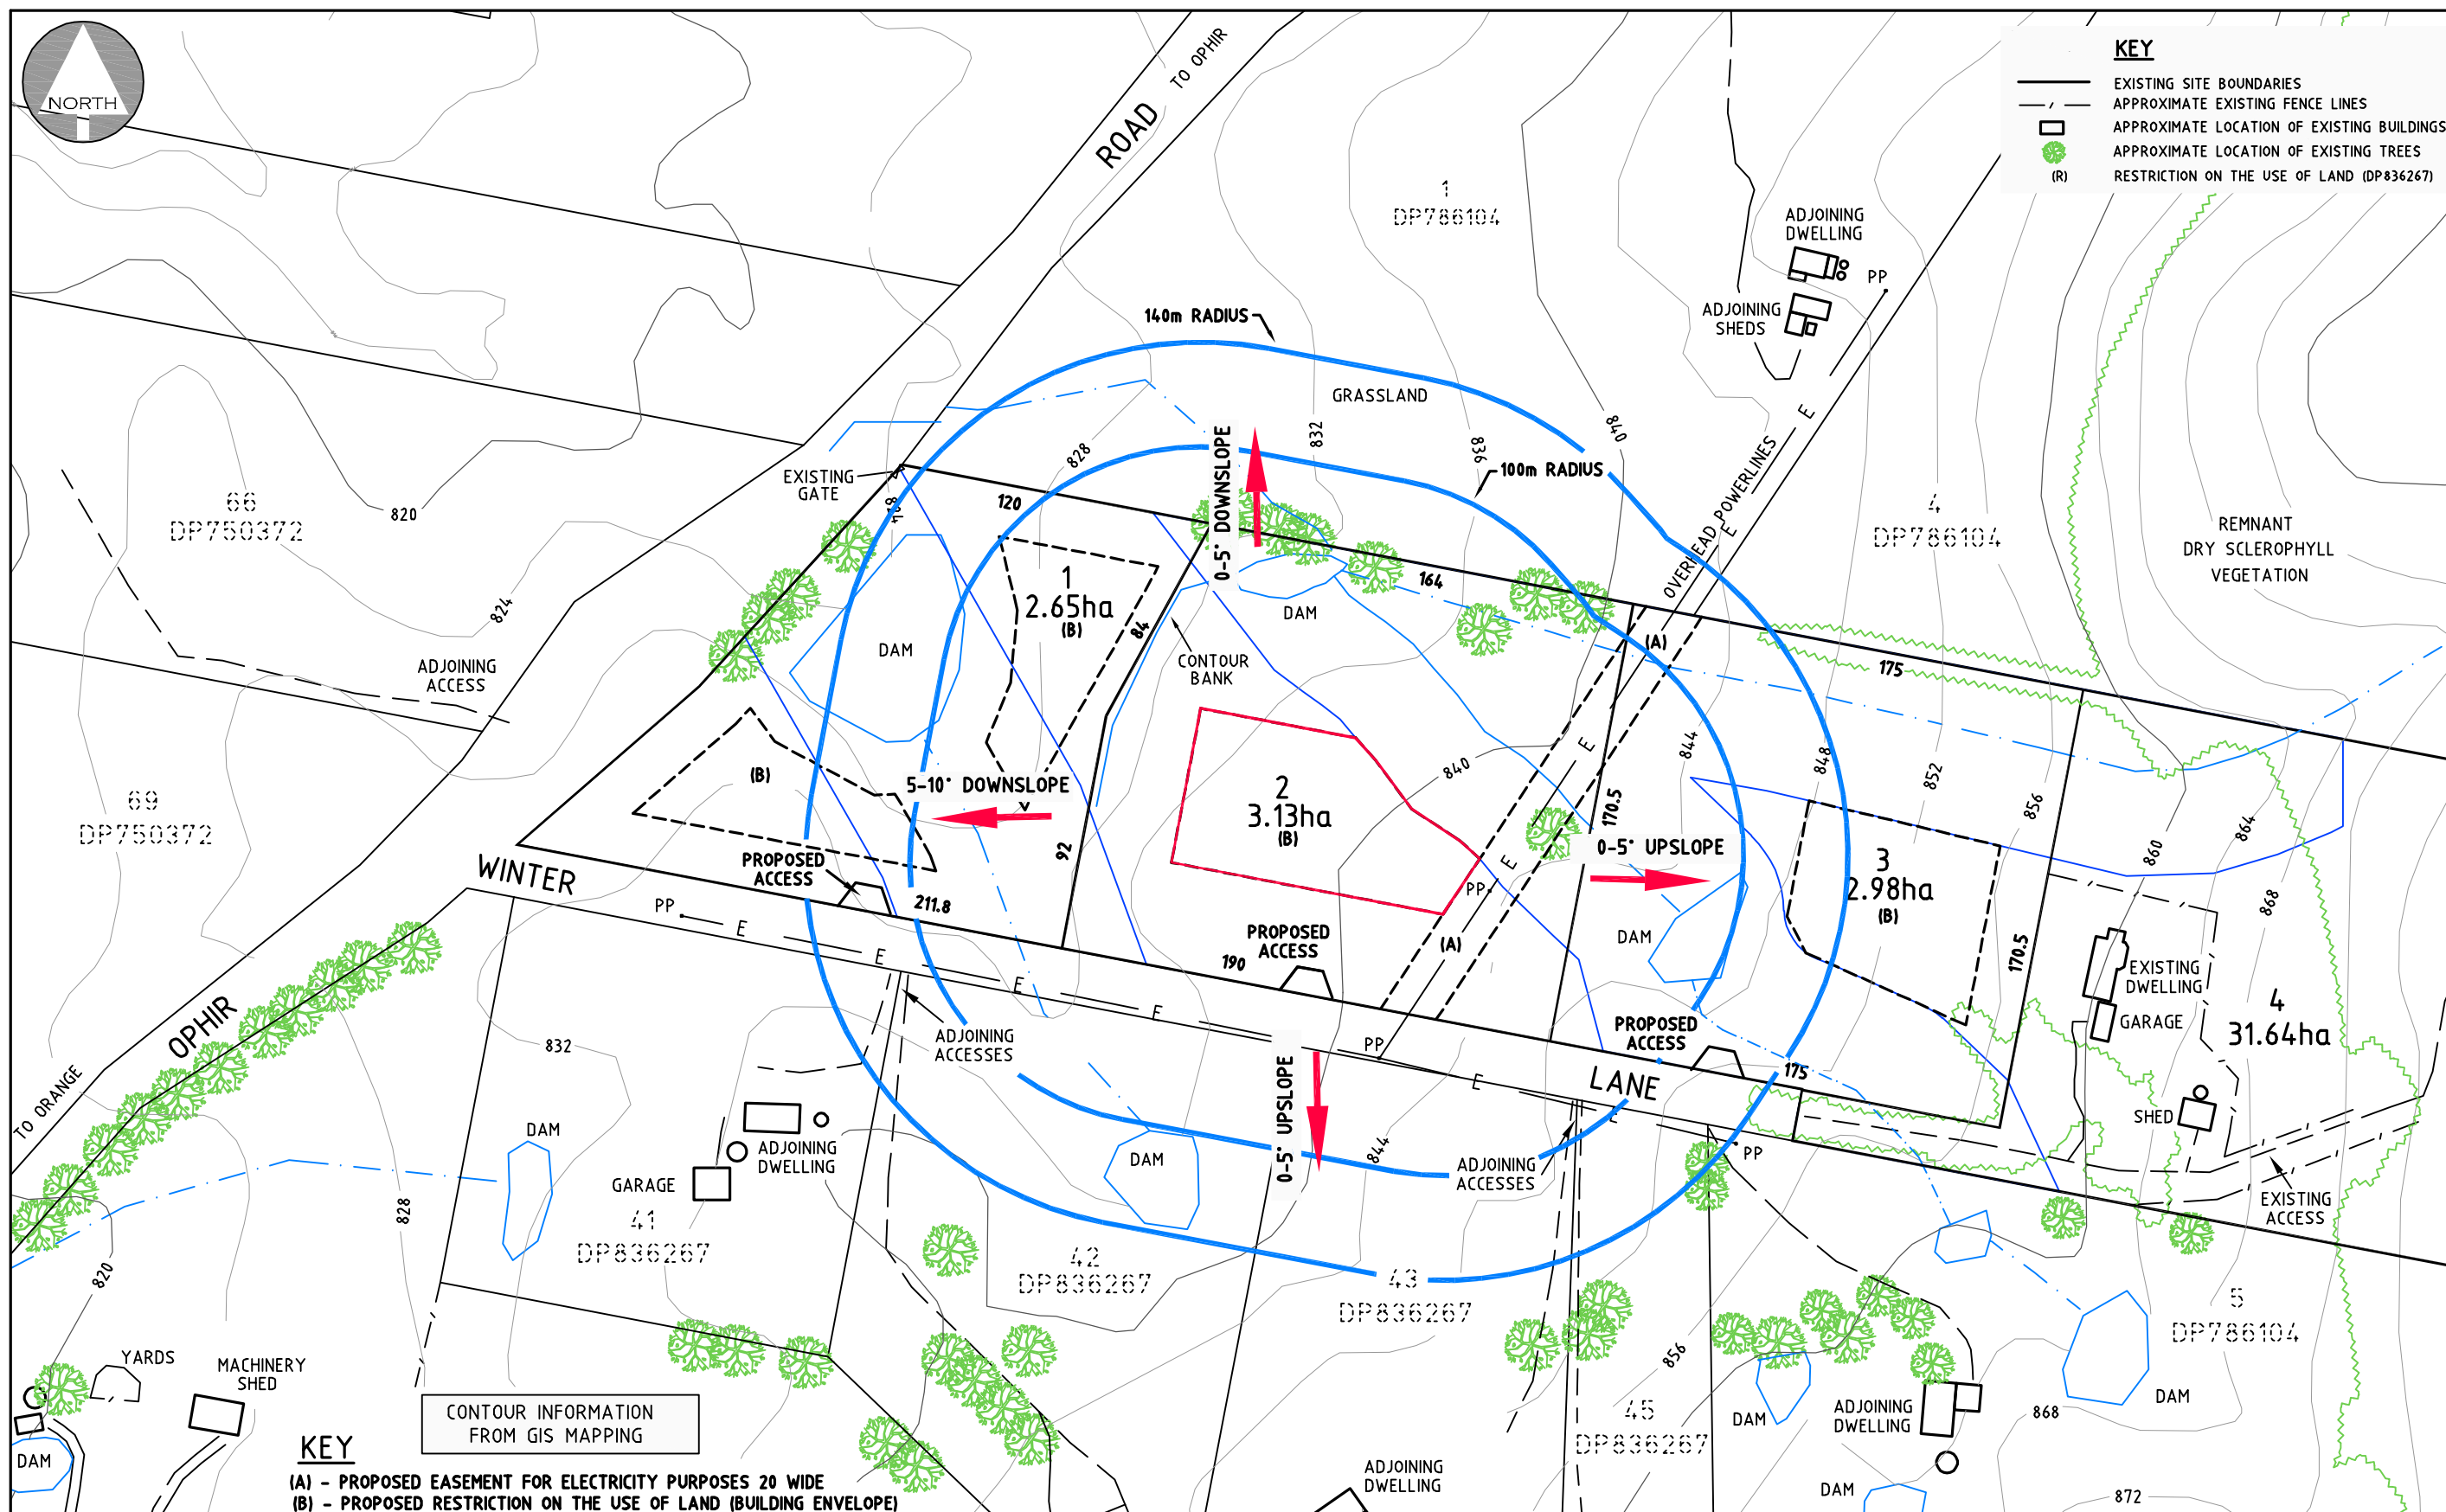 NORTH
ROAD
TO OPHIR
KEY
EXISTING SITE BOUNDARIES
APPROXIMATE EXISTING FENCE LINES
APPROXIMATE LOCATION OF EXISTING BUILDINGS
APPROXIMATE LOCATION OF EXISTING TREES
(R) RESTRICTION ON THE USE OF LAND (DP836267)
1
DP786104
ADJOINING
DWELLING
PP
ADJOINING
SHEDS
140m RADIUS
GRASSLAND
840
832
836
828
100m RADIUS
E
OVERHEAD POWERLINES
E
0-5° DOWNSLOPE
EXISTING
GATE
824
120
66
DP750372
820
824
4
DP786104
REMNANT
DRY SCLEROPHYLL
VEGETATION
1
2.65ha
(B)
84
164
DAM
DAM
CONTOUR
BANK
(A)
175
ADJOINING
ACCESS
69
DP750372
(B)
5-10° DOWNSLOPE
92
2
3.13ha
(B)
840
E
E
170.5
844
848
852
856
860
864
868
0-5° UPSLOPE
3
2.98ha
(B)
170.5
WINTER
PROPOSED
ACCESS
211.8
PP
E
E
E
E
190
PROPOSED
ACCESS
PP
(A)
DAM
EXISTING
DWELLING
GARAGE
4
31.64ha
OPHIR
TO ORANGE
832
ADJOINING
ACCESSES
PP
E
E
LANE
PROPOSED
ACCESS
175
0-5° UPSLOPE
844
SHED
DAM
ADJOINING
DWELLING
GARAGE
DAM
ADJOINING
ACCESSES
PP
EXISTING
ACCESS
828
820
41
DP836267
42
DP836267
43
DP836267
5
DP786104
856
YARDS
MACHINERY
SHED
DAM
CONTOUR INFORMATION
FROM GIS MAPPING
KEY
(A) - PROPOSED EASEMENT FOR ELECTRICITY PURPOSES 20 WIDE
(B) - PROPOSED RESTRICTION ON THE USE OF LAND (BUILDING ENVELOPE)
45
DP836267
DAM
ADJOINING
DWELLING
868
DAM
ADJOINING
DWELLING
DAM
872